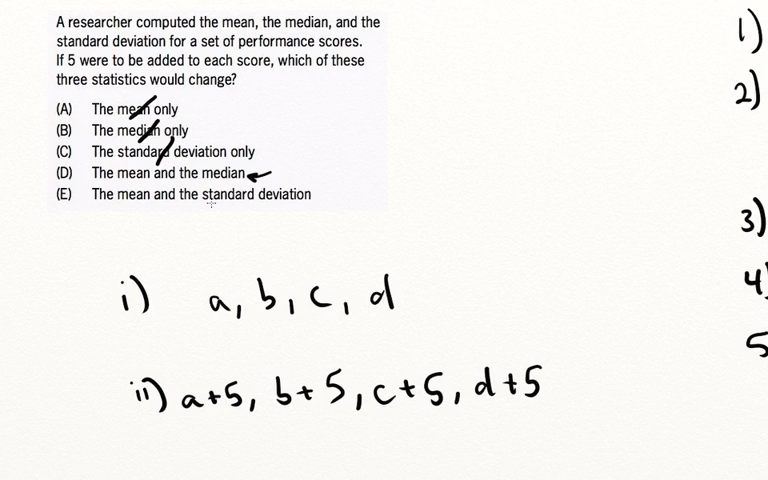 A researcher computed the mean, the median, and the
standard deviation for a set of performance scores.
If 5 were to be added to each score, which of these
three statistics would change?
(A) The mean only
(B) The median only
(C) The standard deviation only
(D) The mean and the median
(E) The mean and the standard deviation
i) a, b, c, d
ii) a+5, b+5, c+5, d+5
1)
2)
3)
4)
5